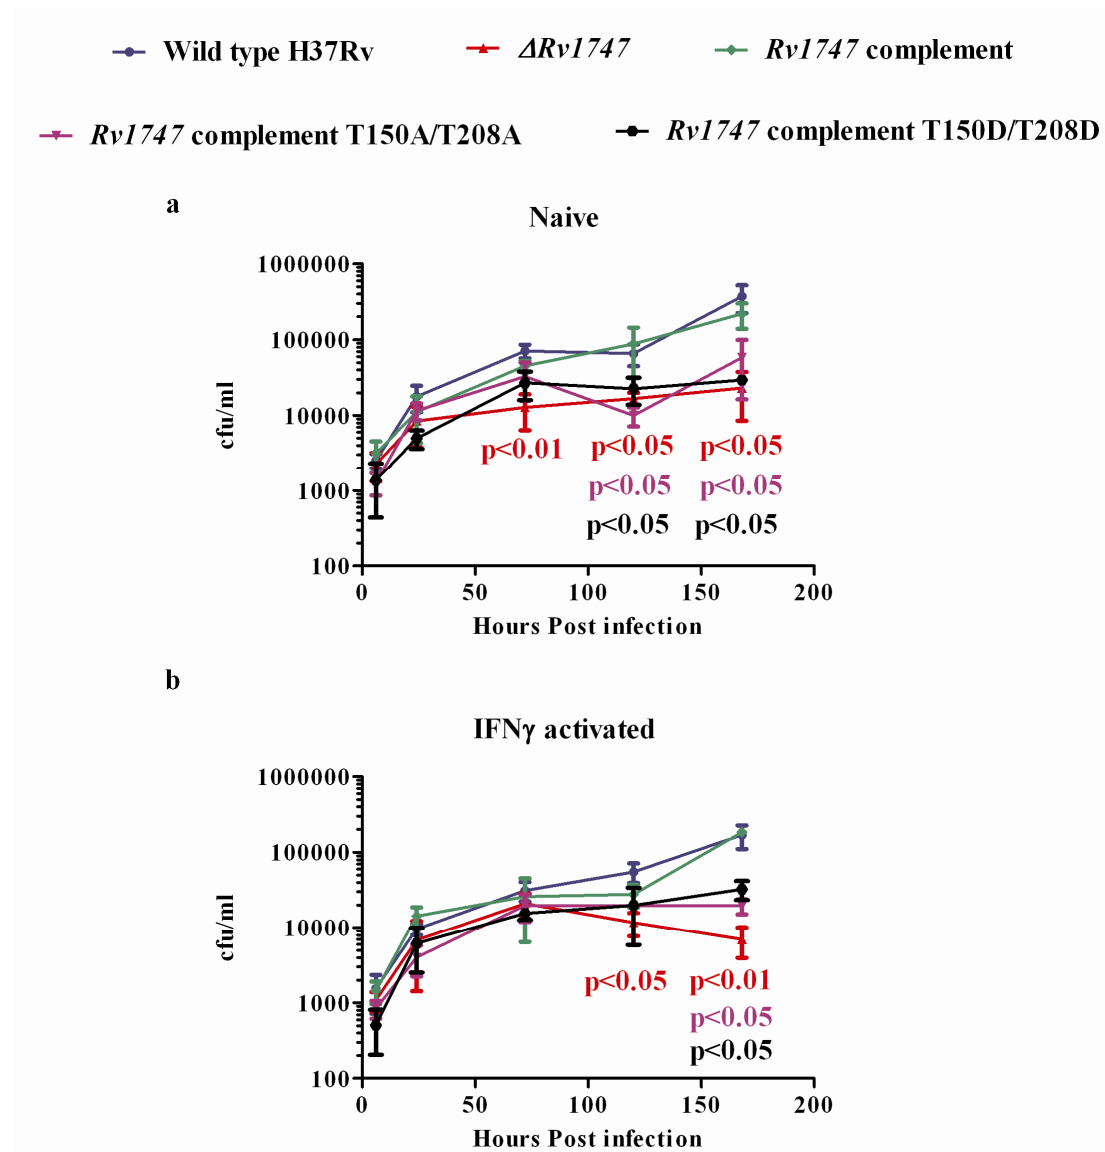 Wild type H37Rv
ΔRv1747
Rv1747 complement
Rv1747 complement T150A/T208A
Rv1747 complement T150D/T208D
a
Naive
1000000
100000
10000
1000
100
cfu/ml
p<0.01
p<0.05
p<0.05
p<0.05
p<0.05
p<0.05
p<0.05
0
50
100
150
200
Hours Post infection
b
IFNγ activated
1000000
100000
10000
1000
100
cfu/ml
p<0.05
p<0.01
p<0.05
p<0.05
0
50
100
150
200
Hours Post infection